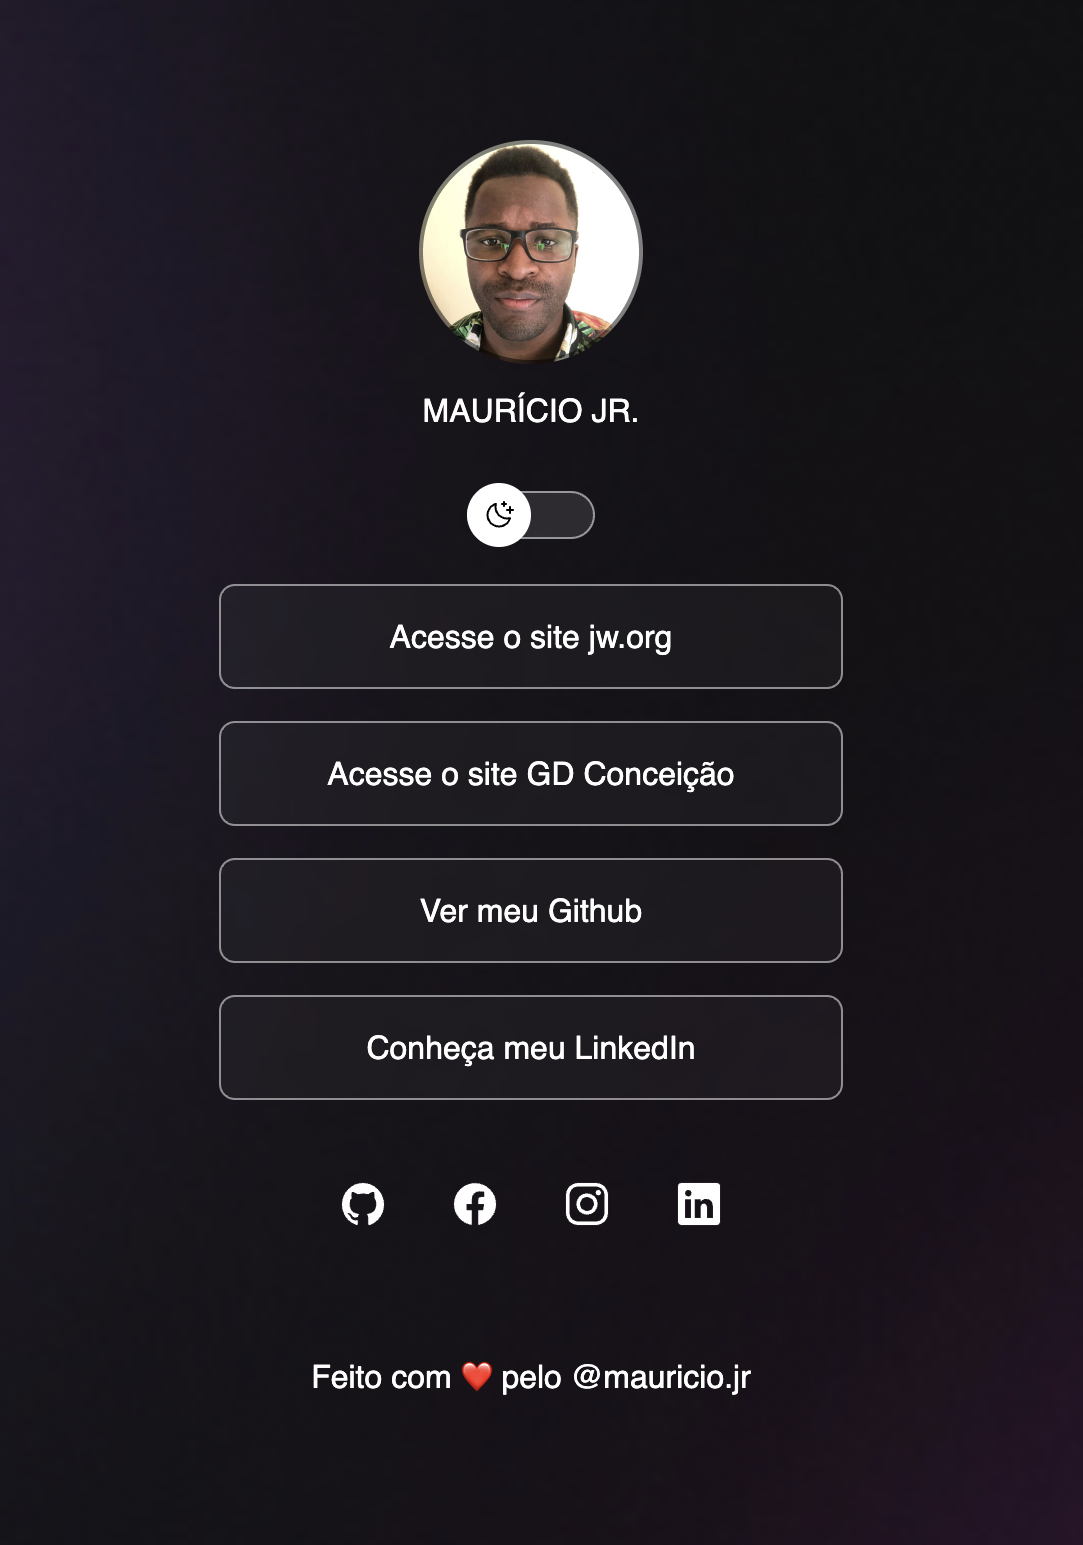 MAURÍCIO JR.
Acesse o site jw.org
Acesse o site GD Conceição
Ver meu Github
Conheça meu LinkedIn
Feito com ❤️ pelo @mauricio.jr